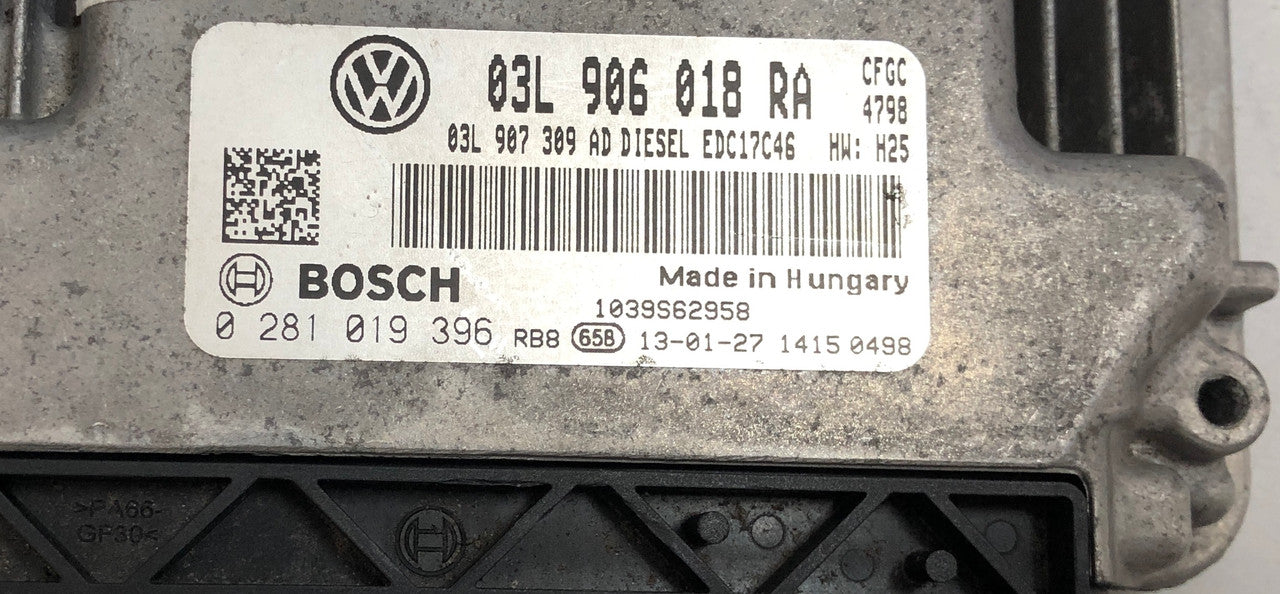 03L 906 018 RA CFGC
4798
03L 907 309 AD DIESEL EDC17C46 HW: H25
BOSCH
Made in Hungary
1039S62958
0 281 019 396 RB8 65B 13-01-27 1415 0498
>PA66-
GF30<